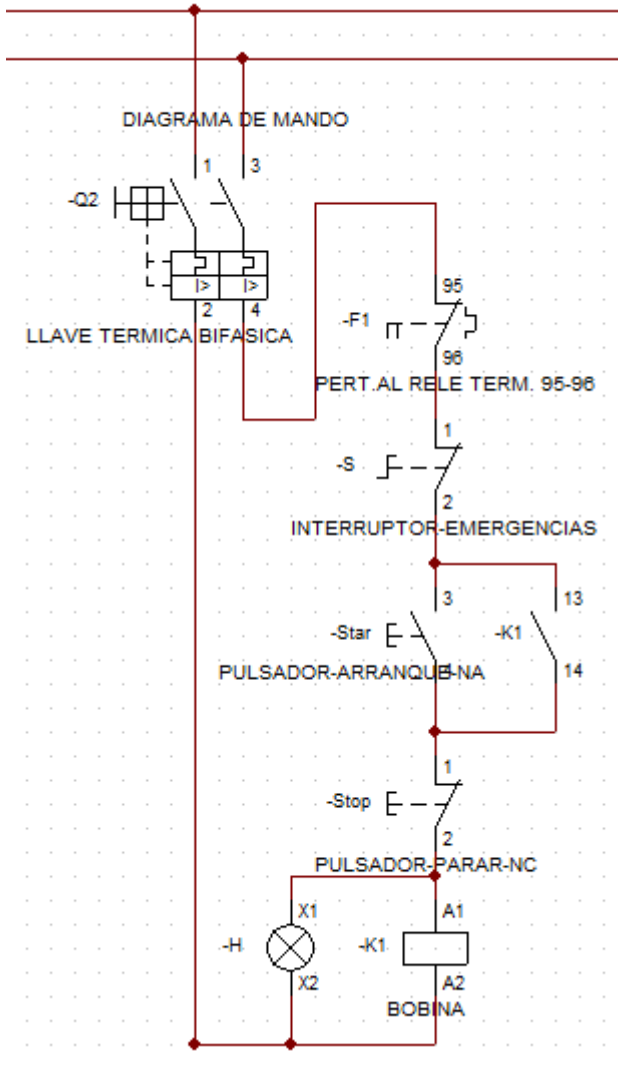 DIAGRAMA DE MANDO
1 3
-Q2
I> I>
2 4
LLAVE TERMICA BIFASICA
95
-F1
96
PERT.AL RELE TERM. 95-96
1
-S
2
INTERRUPTOR-EMERGENCIAS
3 13
-Star -K1
PULSADOR-ARRANQUE-NA 14
1
-Stop
2
PULSADOR-PARAR-NC
X1 A1
-H -K1
X2 A2
BOBINA